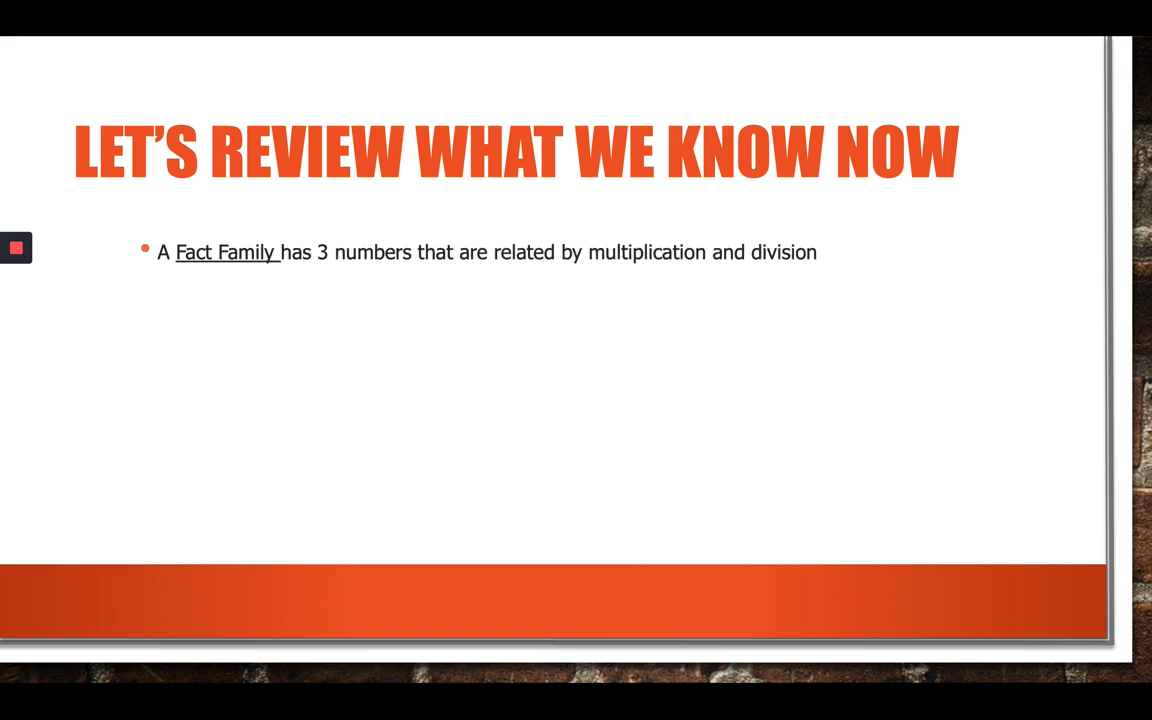 LET'S REVIEW WHAT WE KNOW NOW
• A Fact Family has 3 numbers that are related by multiplication and division